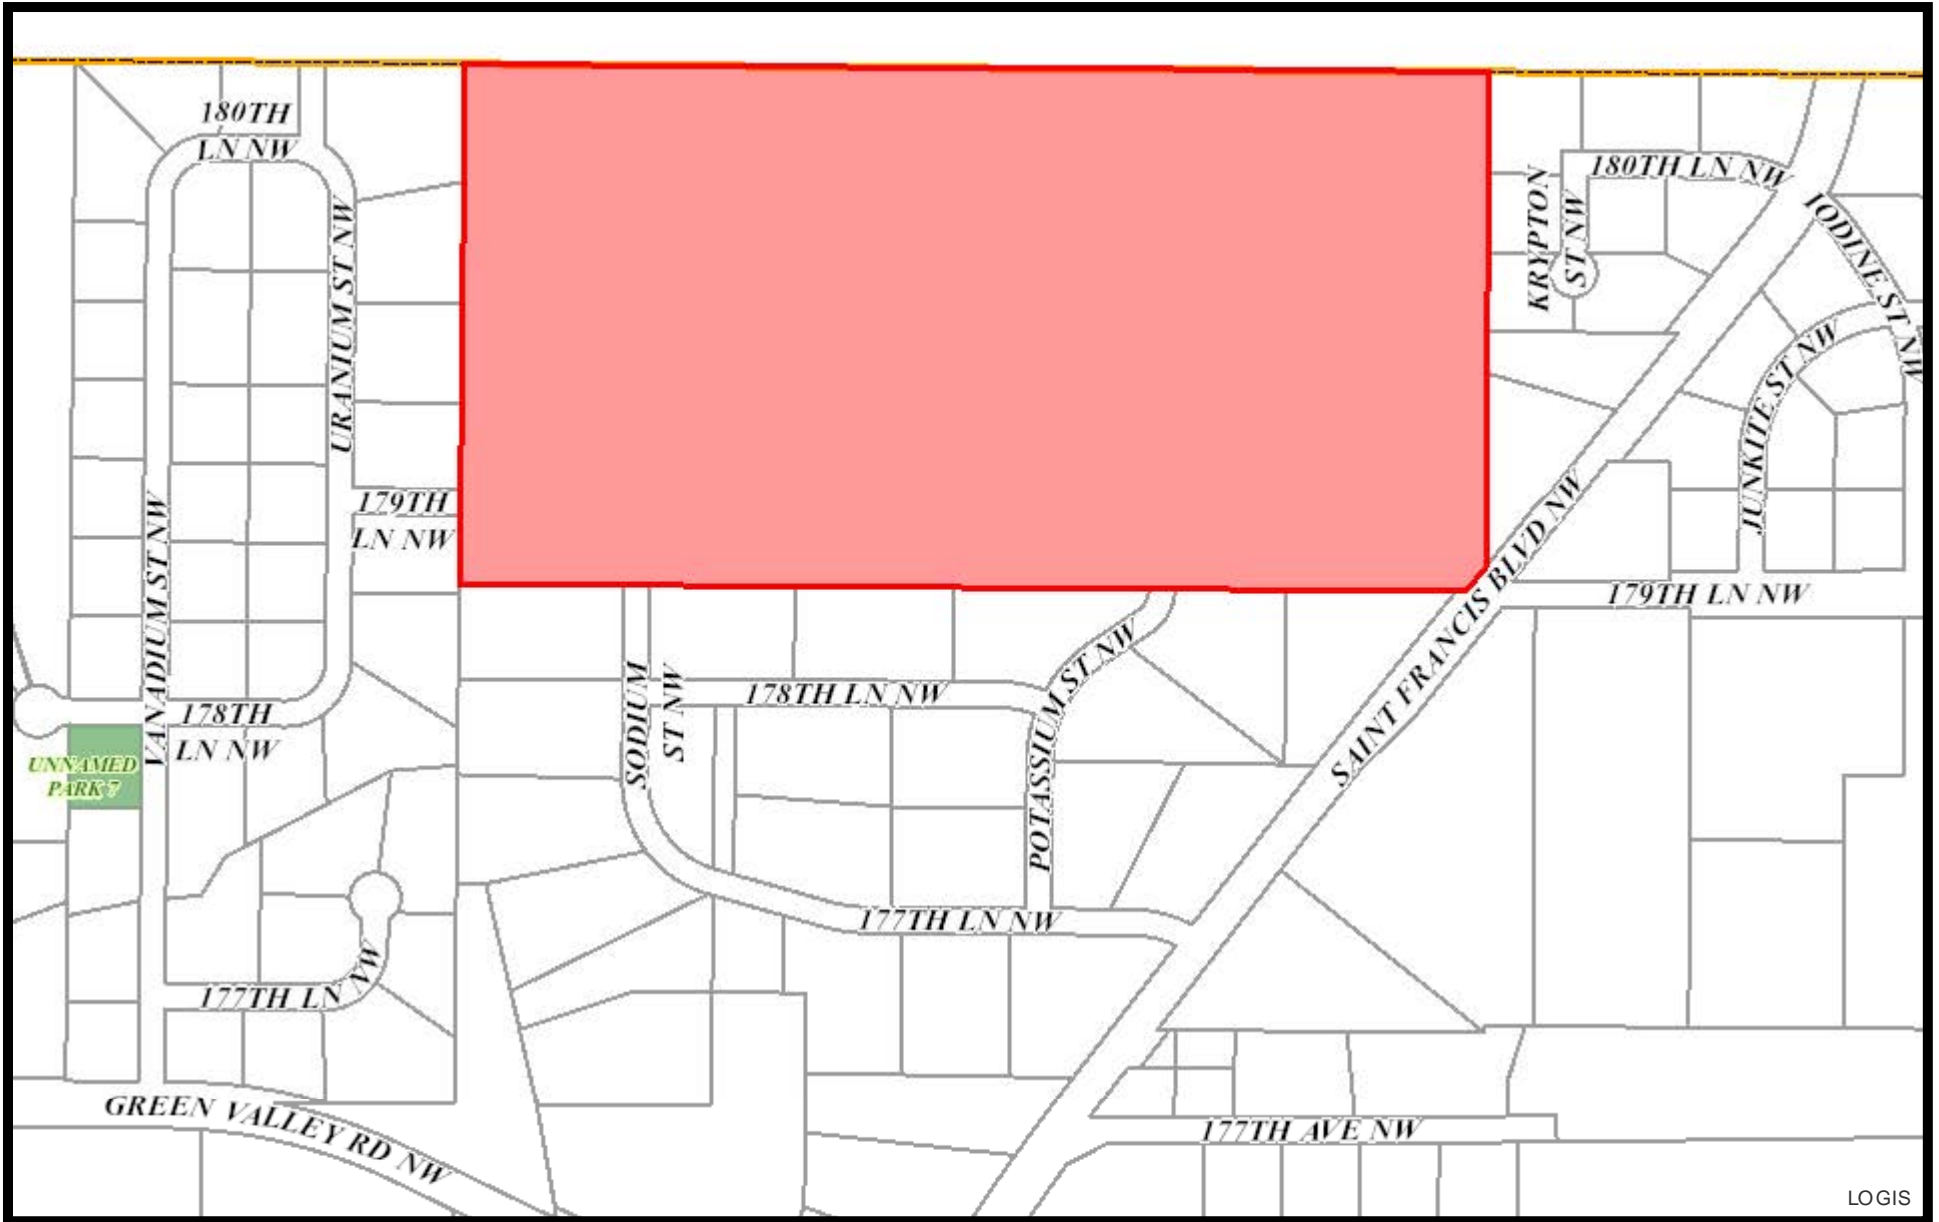 180TH
LN NW
180TH LN NW
KRYPTON
ST NW
IODINE ST NW
URANIUM ST NW
JUNKITE ST NW
179TH
LN NW
VANADIUM ST NW
SAINT FRANCIS BLVD NW
179TH LN NW
SODIUM
ST NW
178TH LN NW
POTASSIUM ST NW
178TH
LN NW
UNNAMED
PARK 7
177TH LN NW
177TH LN NW
GREEN VALLEY RD NW
177TH AVE NW
LOGIS